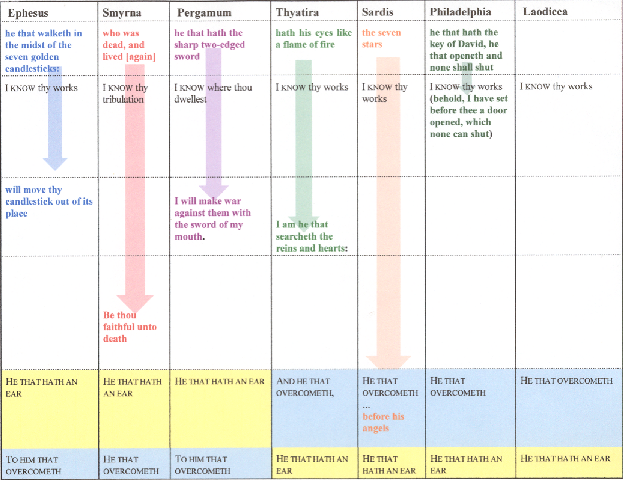 Ephesus
Smyrna
Pergamum
Thyatira
Sardis
Philadelphia
Laodicea
he that walketh in
the midst of the
seven golden
candlesticks:
who was
dead, and
lived [again]
he that hath the
sharp two-edged
sword
hath his eyes like
a flame of fire
the seven
stars
he that hath the
key of David, he
that openeth and
none shall shut
I KNOW thy works
I KNOW thy
tribulation
I KNOW where thou
dwellest
I KNOW thy works
I KNOW thy
works
I KNOW thy works
(behold, I have set
before thee a door
opened, which
none can shut)
I KNOW thy works
will move thy
candlestick out of its
place
I will make war
against them with
the sword of my
mouth.
I am he that
searcheth the
reins and hearts:
Be thou
faithful unto
death
HE THAT HATH AN
EAR
HE THAT HATH
AN EAR
HE THAT HATH AN EAR
AND HE THAT
OVERCOMETH,
HE THAT
OVERCOMETH
...
before his
angels
HE THAT
OVERCOMETH
HE THAT OVERCOMETH
TO HIM THAT
OVERCOMETH
HE THAT
OVERCOMETH
TO HIM THAT
OVERCOMETH
HE THAT HATH AN
EAR
HE THAT
HATH AN EAR
HE THAT HATH AN
EAR
HE THAT HATH AN EAR